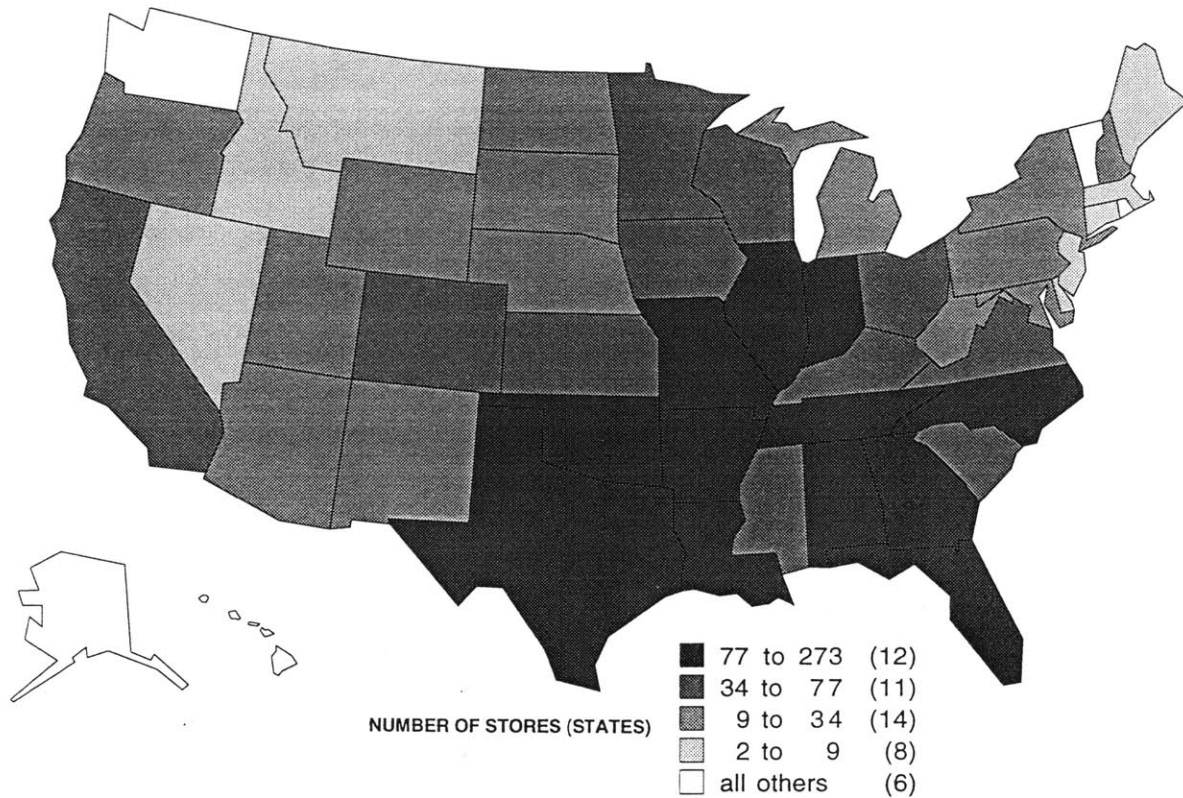 77 to 273 (12)
34 to 77 (11)
NUMBER OF STORES (STATES)
9 to 34 (14)
2 to 9 (8)
all others (6)